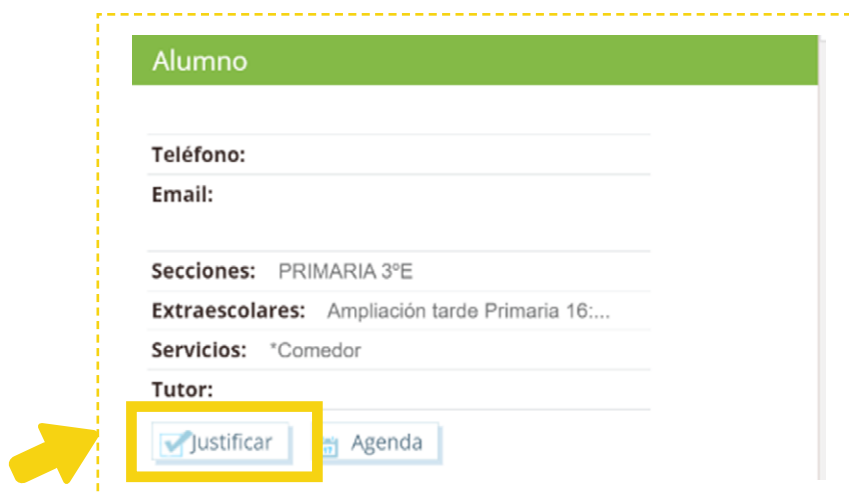 Alumno
Teléfono:
Email:
Secciones: PRIMARIA 3ºE
Extraescolares: Ampliación tarde Primaria 16:...
Servicios: *Comedor
Tutor:
Justificar Agenda